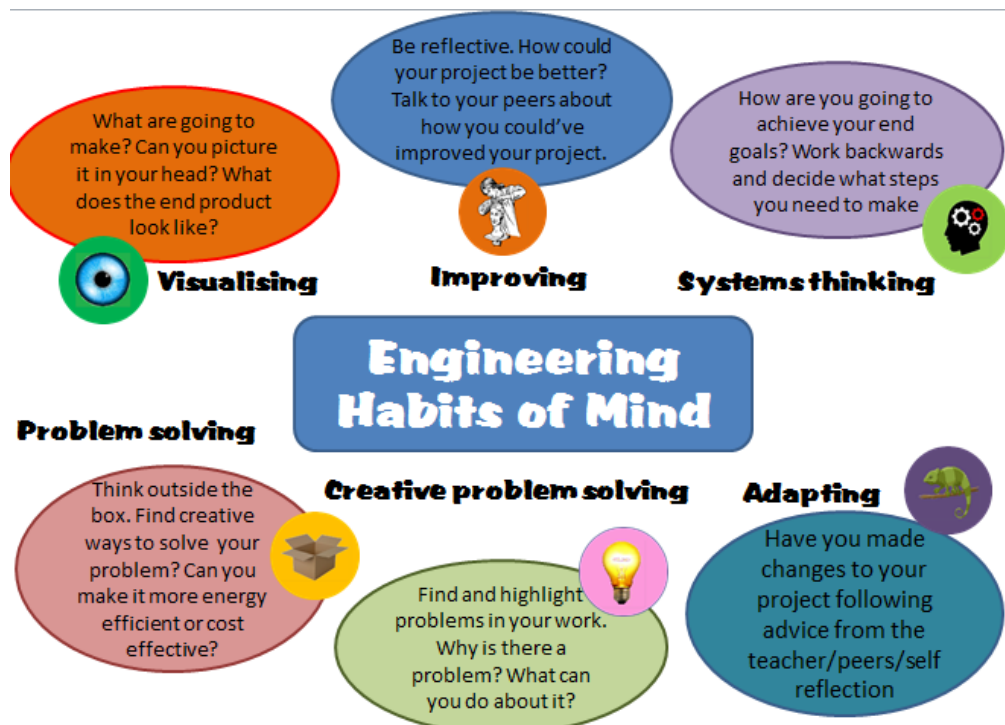 What are going to
make? Can you picture
it in your head? What
does the end product
look like?
Visualising
Be reflective. How could
your project be better?
Talk to your peers about
how you could've
improved your project.
Improving
How are you going to
achieve your end
goals? Work backwards
and decide what steps
you need to make
Systems thinking
Engineering
Habits of Mind
Problem solving
Think outside the
box. Find creative
ways to solve your
problem? Can you
make it more energy
efficient or cost
effective?
Creative problem solving
Find and highlight
problems in your work.
Why is there a
problem? What can
you do about it?
Adapting
Have you made
changes to your
project following
advice from the
teacher/peers/self
reflection